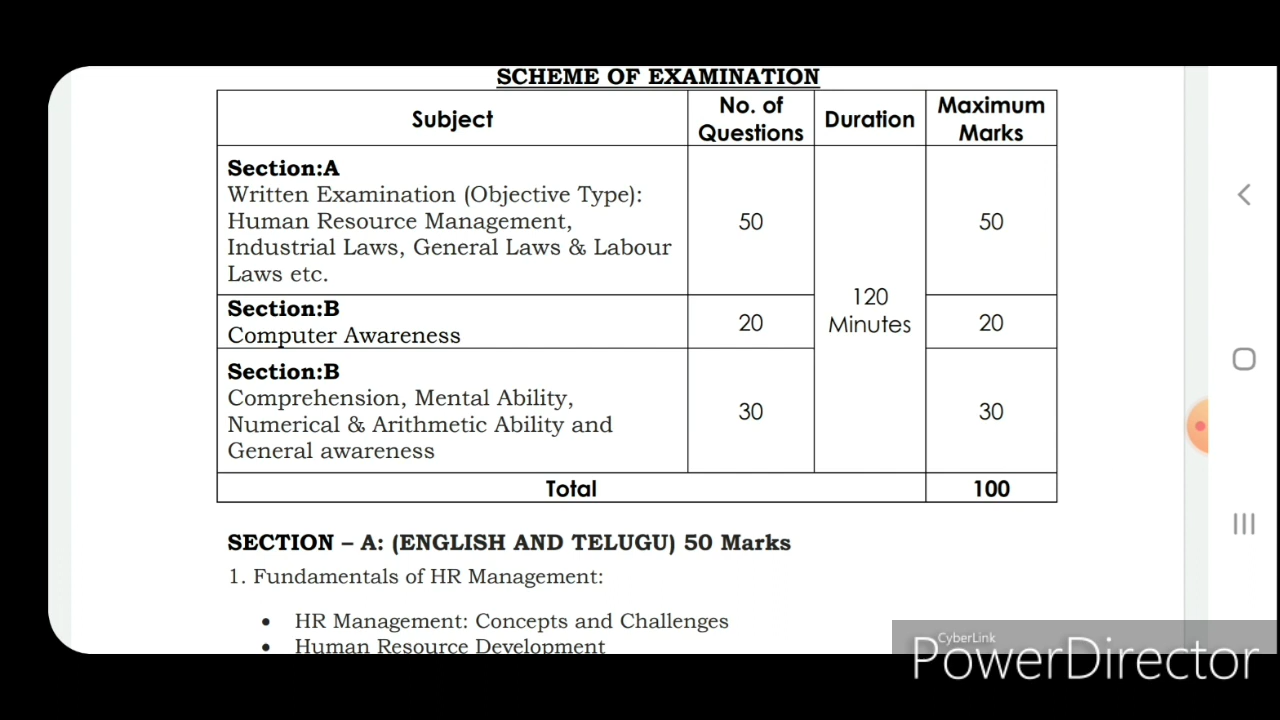 SCHEME OF EXAMINATION
Subject
No. of
Questions
Duration
Maximum
Marks
Section:A
Written Examination (Objective Type):
Human Resource Management,
Industrial Laws, General Laws & Labour
Laws etc.
50
120
Minutes
50
Section:B
Computer Awareness
20
20
Section:B
Comprehension, Mental Ability,
Numerical & Arithmetic Ability and
General awareness
30
30
Total
100
SECTION – A: (ENGLISH AND TELUGU) 50 Marks
1. Fundamentals of HR Management:
• HR Management: Concepts and Challenges
• Human Resource Development
CyberLink
PowerDirector